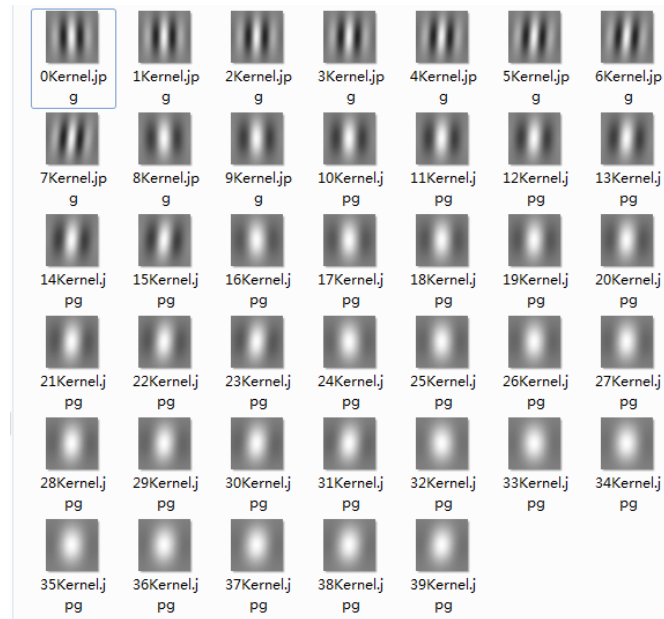 0Kernel.jp 1Kernel.jp 2Kernel.jp 3Kernel.jp 4Kernel.jp 5Kernel.jp 6Kernel.jp
g g g g g g g
7Kernel.jp 8Kernel.jp 9Kernel.jp 10Kernel.j 11Kernel.j 12Kernel.j 13Kernel.j
g g g pg pg pg pg
14Kernel.j 15Kernel.j 16Kernel.j 17Kernel.j 18Kernel.j 19Kernel.j 20Kernel.j
pg pg pg pg pg pg pg
21Kernel.j 22Kernel.j 23Kernel.j 24Kernel.j 25Kernel.j 26Kernel.j 27Kernel.j
pg pg pg pg pg pg pg
28Kernel.j 29Kernel.j 30Kernel.j 31Kernel.j 32Kernel.j 33Kernel.j 34Kernel.j
pg pg pg pg pg pg pg
35Kernel.j 36Kernel.j 37Kernel.j 38Kernel.j 39Kernel.j
pg pg pg pg pg